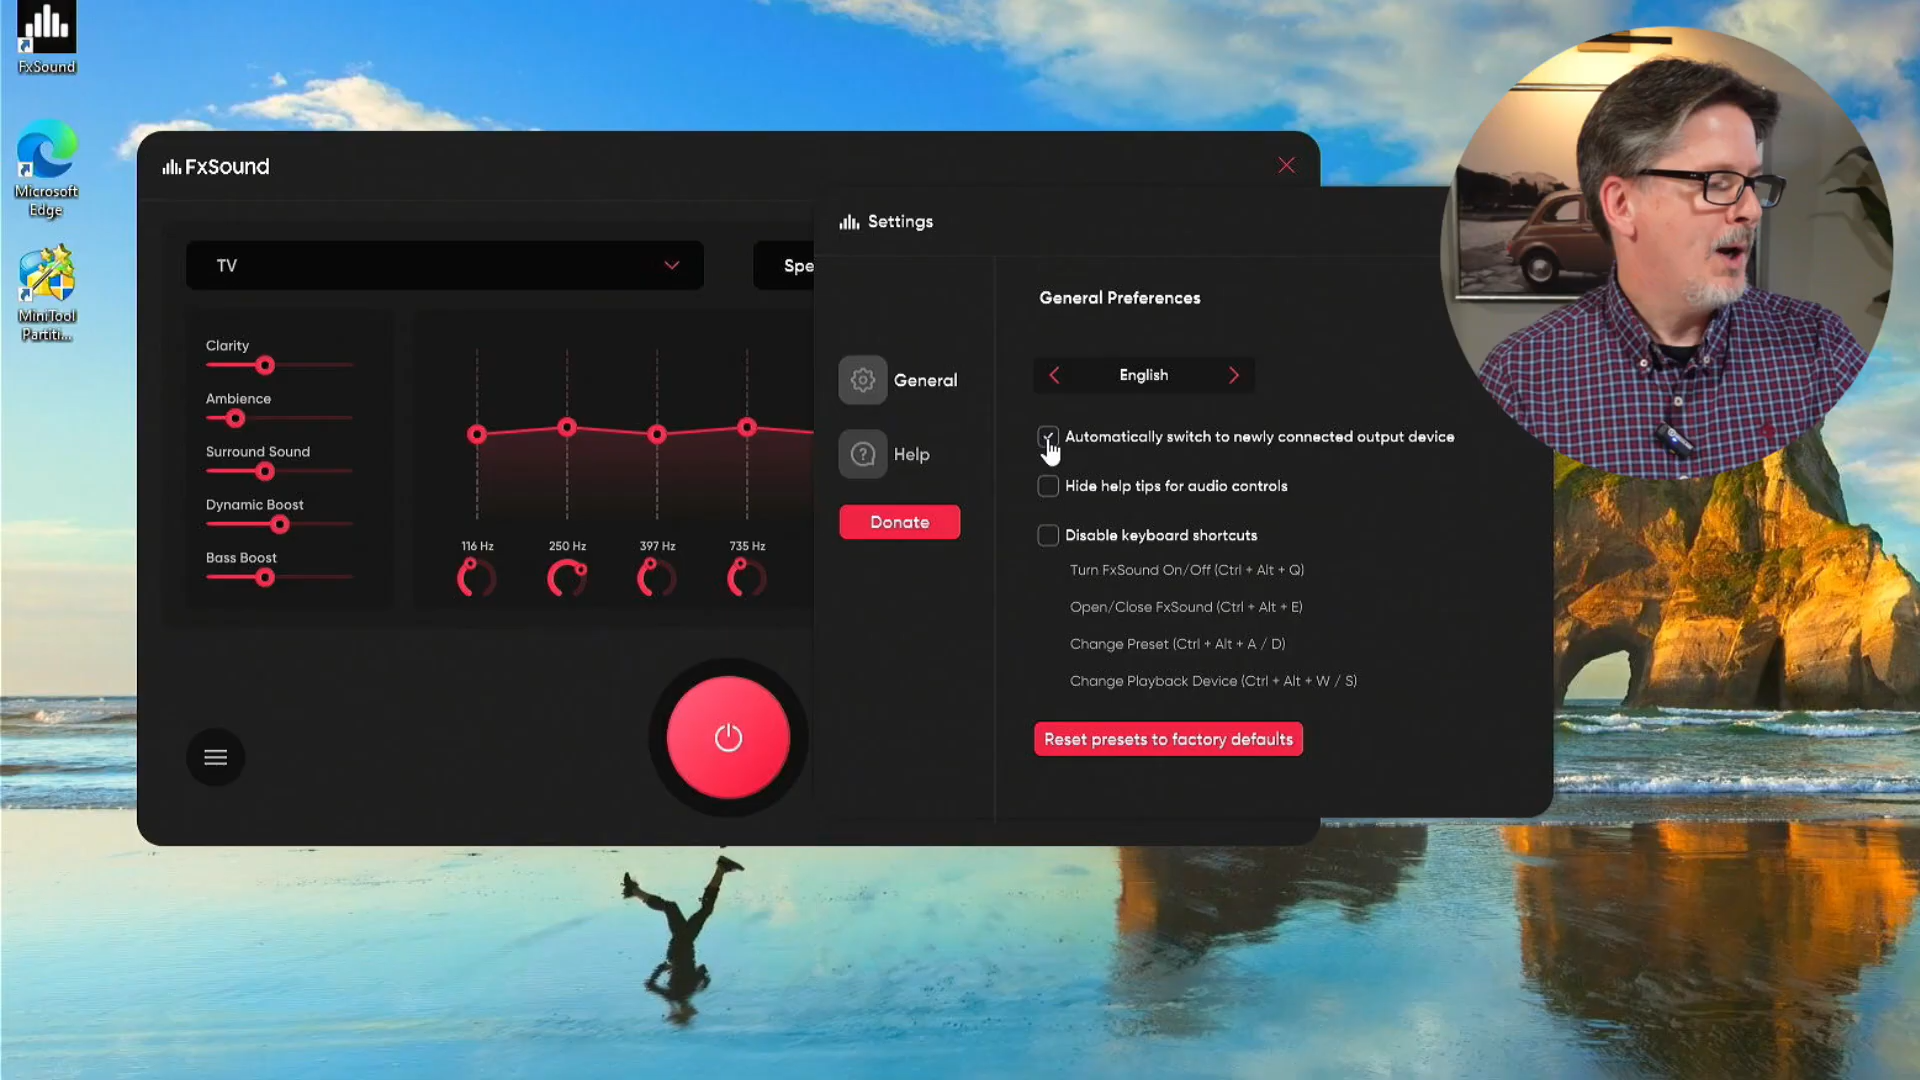 FxSound
Microsoft
Edge
MiniTool
Partiti...
FxSound
TV
Spe
Clarity
Ambience
Surround Sound
Dynamic Boost
Bass Boost
116 Hz
250 Hz
397 Hz
735 Hz
Settings
General
Help
Donate
General Preferences
English
Automatically switch to newly connected output device
Hide help tips for audio controls
Disable keyboard shortcuts
Turn FxSound On/Off (Ctrl + Alt + Q)
Open/Close FxSound (Ctrl + Alt + E)
Change Preset (Ctrl + Alt + A / D)
Change Playback Device (Ctrl + Alt + W / S)
Reset presets to factory defaults